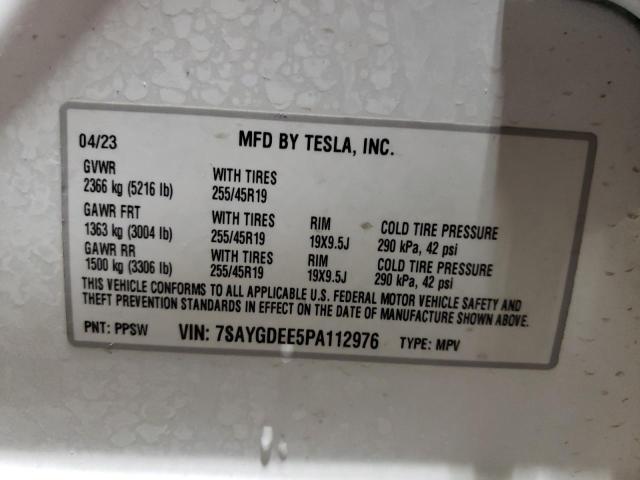 04/23 MFD BY TESLA, INC.
GVWR WITH TIRES
2366 kg (5216 lb) 255/45R19
GAWR FRT WITH TIRES RIM COLD TIRE PRESSURE
1363 kg (3004 lb) 255/45R19 19X9.5J 290 kPa, 42 psi
GAWR RR WITH TIRES RIM COLD TIRE PRESSURE
1500 kg (3306 lb) 255/45R19 19X9.5J 290 kPa, 42 psi
THIS VEHICLE CONFORMS TO ALL APPLICABLE U.S. FEDERAL MOTOR VEHICLE SAFETY AND
THEFT PREVENTION STANDARDS IN EFFECT ON THE DATE OF MANUFACTURE SHOWN ABOVE.
PNT: PPSW VIN: 7SAYGDEE5PA112976 TYPE: MPV